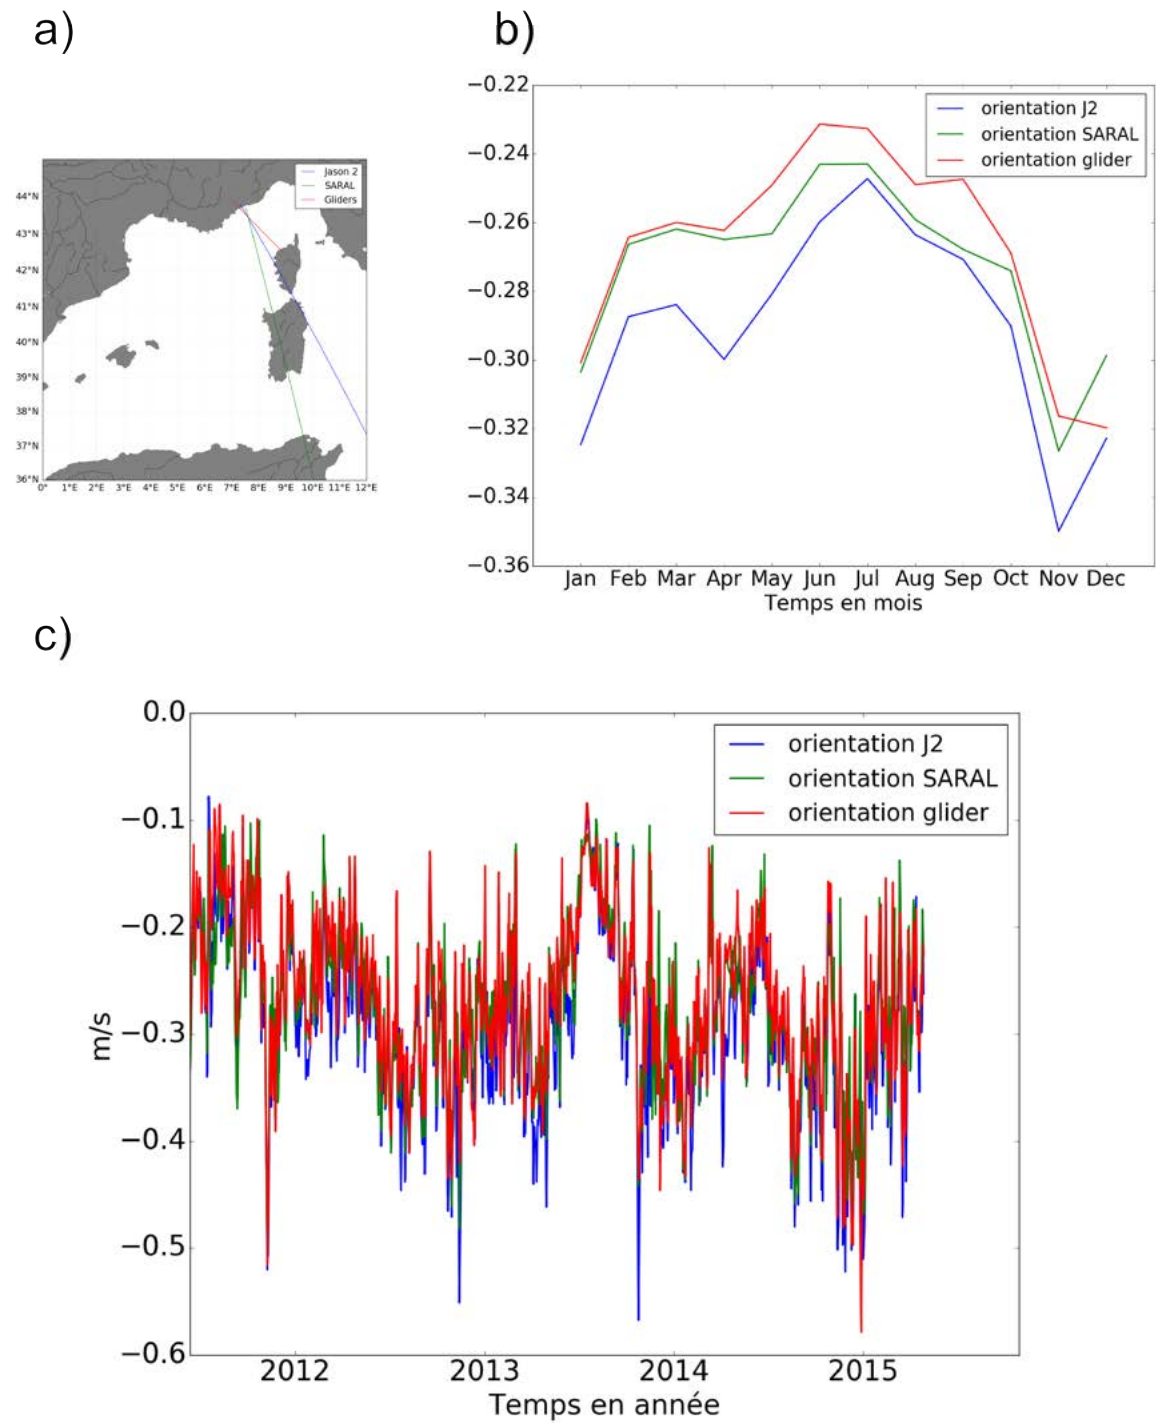 a)
b)
Jason 2
SARAL
Gliders
44°N
43°N
42°N
41°N
40°N
39°N
38°N
37°N
36°N
0° 1°E 2°E 3°E 4°E 5°E 6°E 7°E 8°E 9°E 10°E 11°E 12°E
−0.22
−0.24
−0.26
−0.28
−0.30
−0.32
−0.34
−0.36
orientation J2
orientation SARAL
orientation glider
Jan Feb Mar Apr May Jun Jul Aug Sep Oct Nov Dec
Temps en mois
c)
0.0
−0.1
−0.2
−0.3
−0.4
−0.5
−0.6
m/s
orientation J2
orientation SARAL
orientation glider
2012 2013 2014 2015
Temps en année